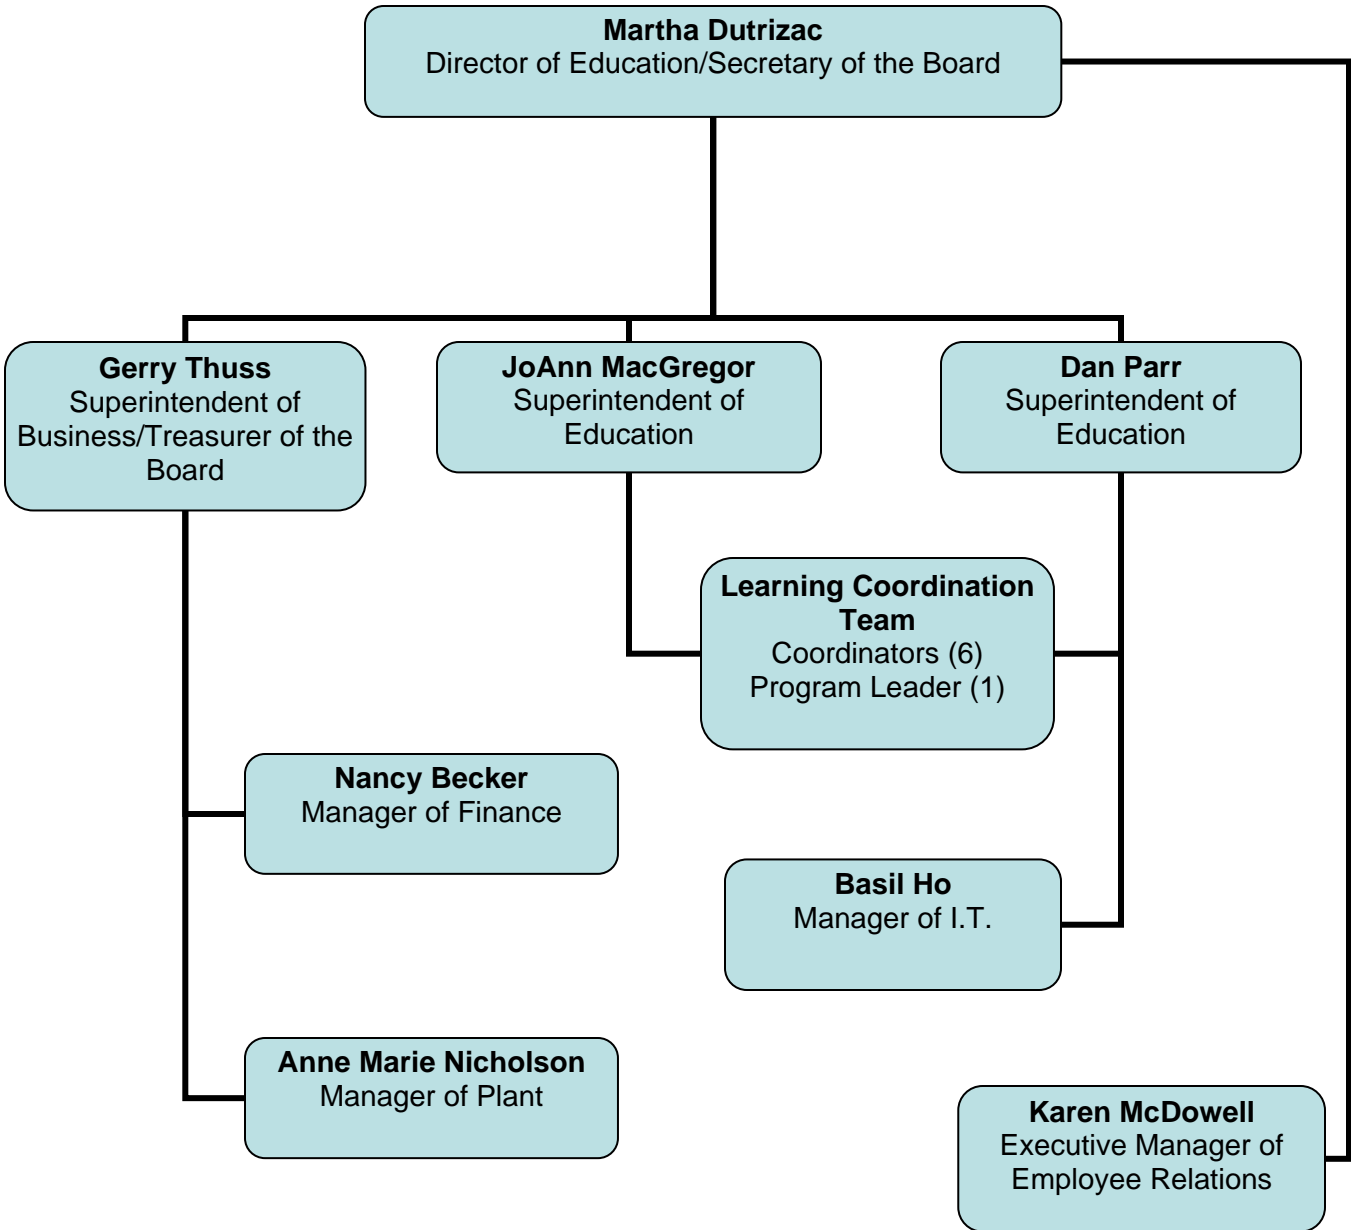 Martha Dutrizac
Director of Education/Secretary of the Board
Gerry Thuss
Superintendent of
Business/Treasurer of the
Board
JoAnn MacGregor
Superintendent of
Education
Dan Parr
Superintendent of
Education
Learning Coordination
Team
Coordinators (6)
Program Leader (1)
Nancy Becker
Manager of Finance
Basil Ho
Manager of I.T.
Anne Marie Nicholson
Manager of Plant
Karen McDowell
Executive Manager of
Employee Relations